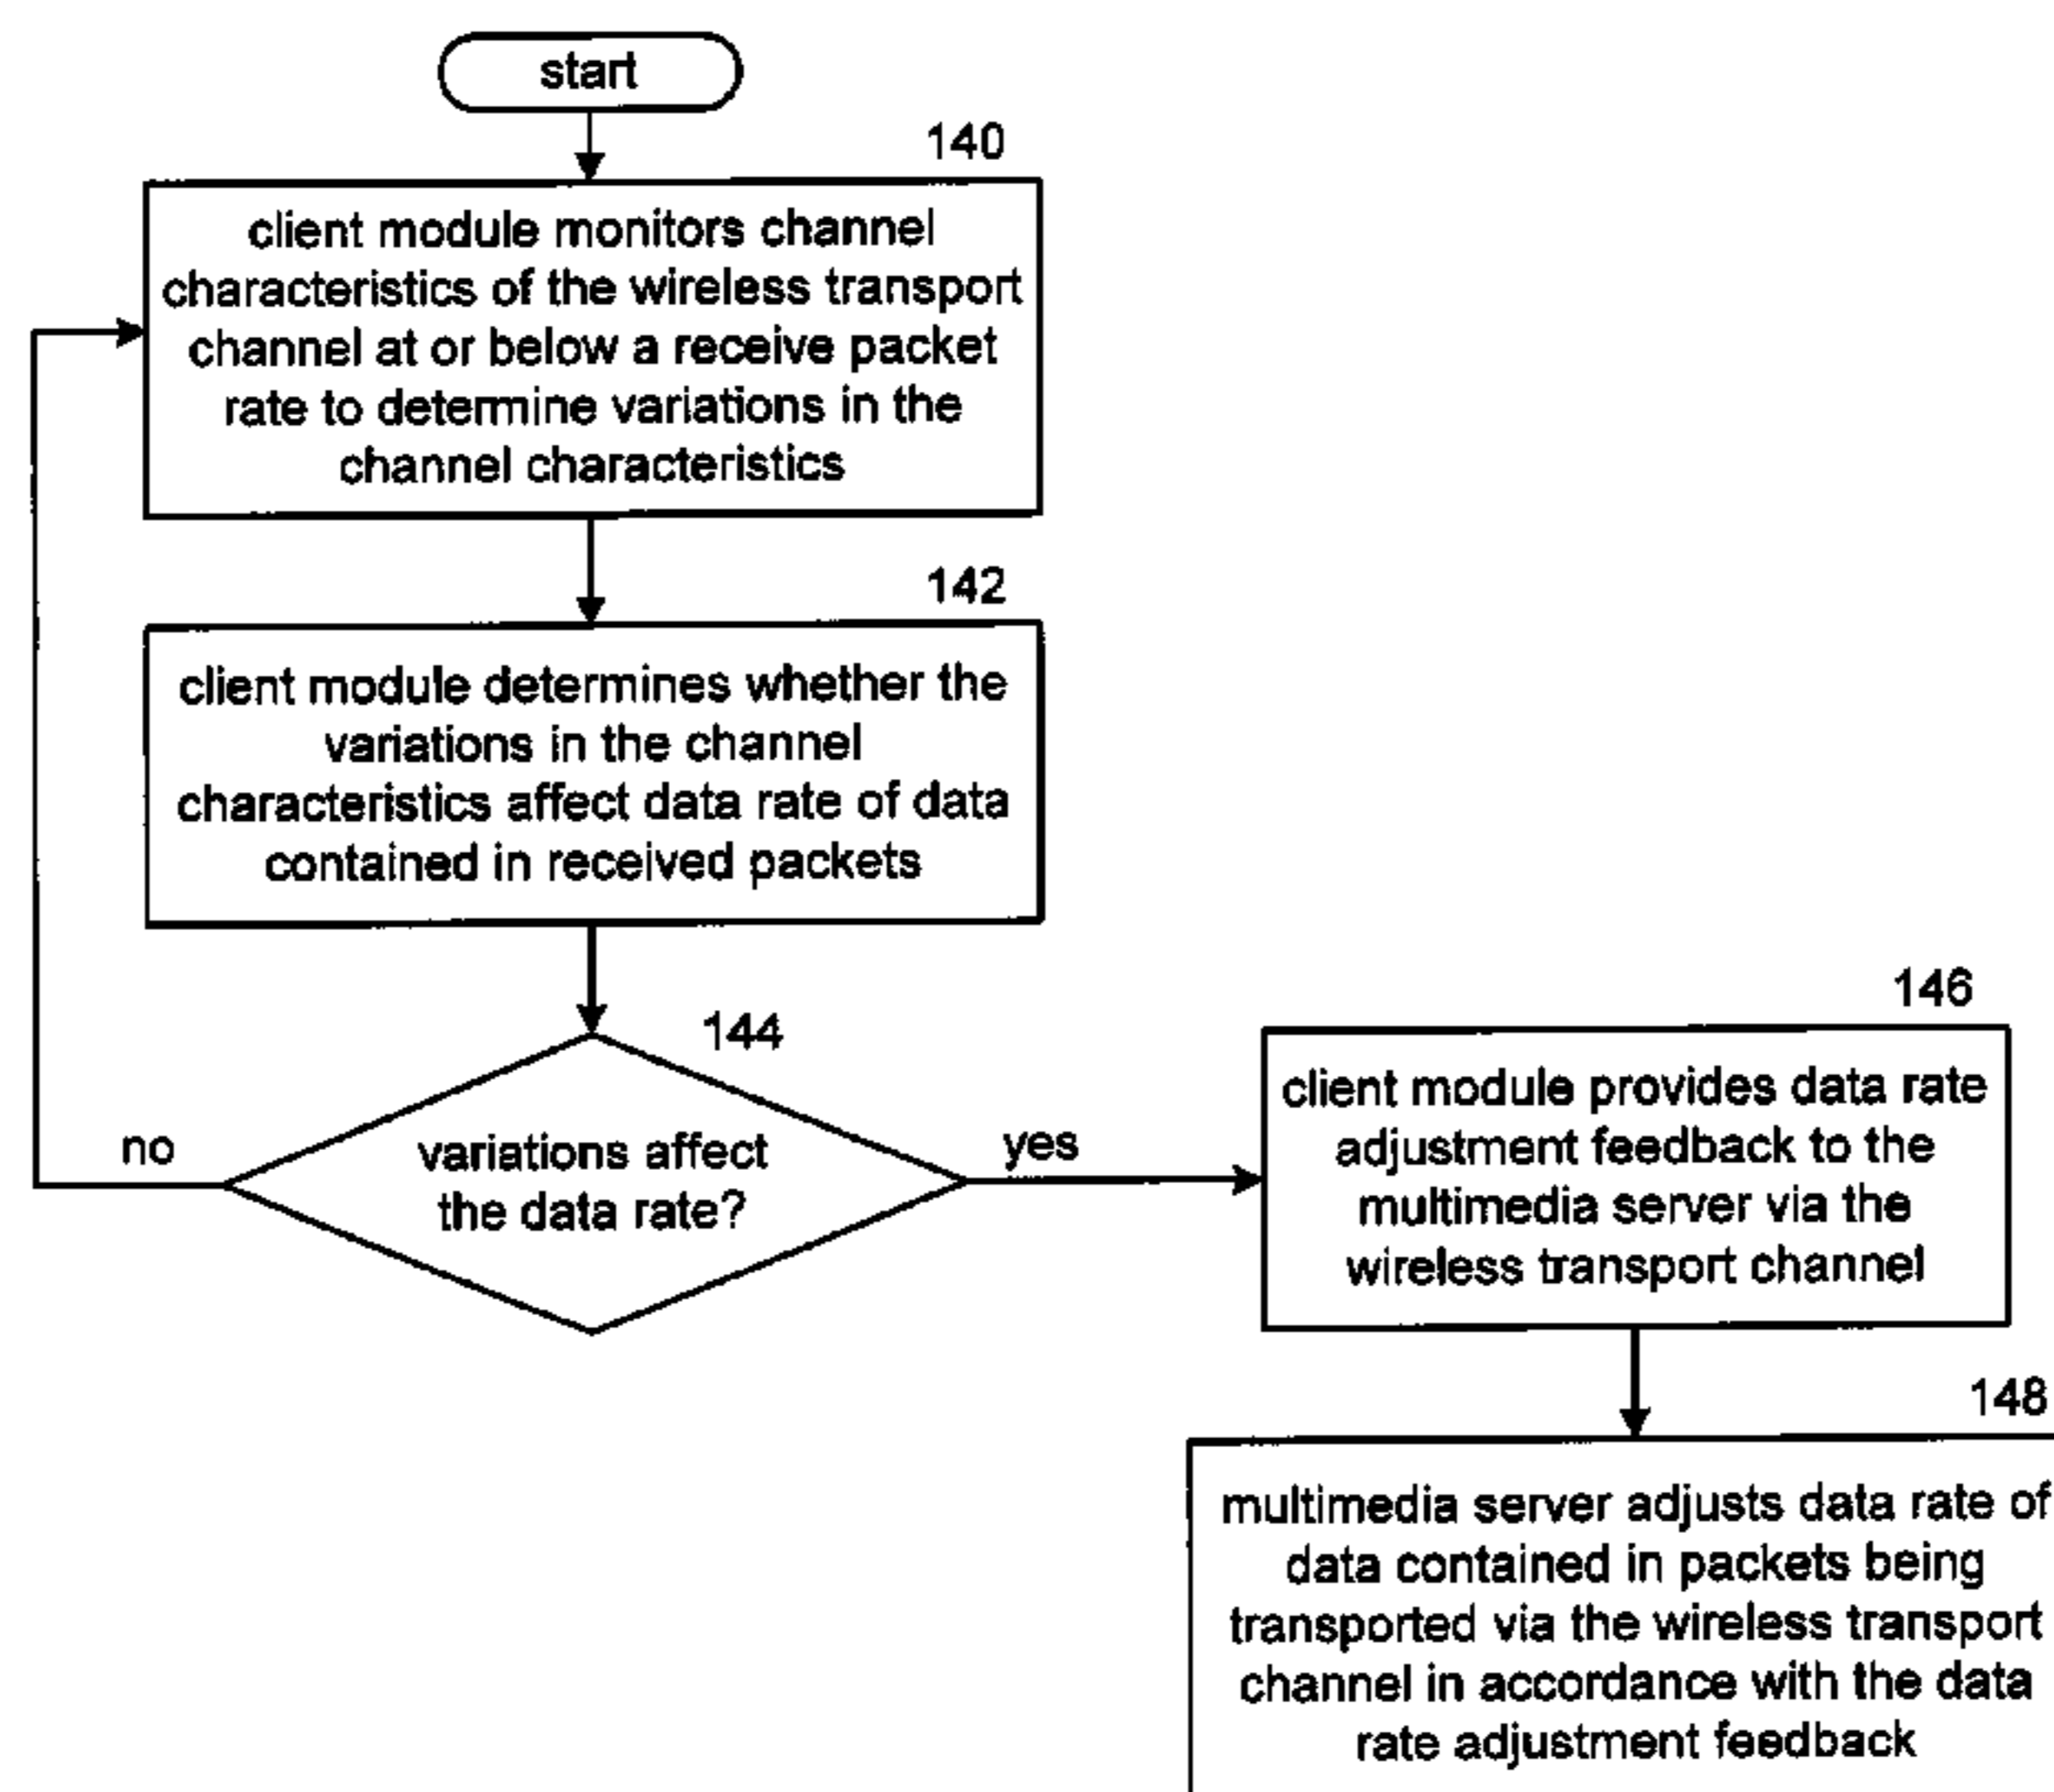 start
140
client module monitors channel
characteristics of the wireless transport
channel at or below a receive packet
rate to determine variations in the
channel characteristics
142
client module determines whether the
variations in the channel
characteristics affect data rate of data
contained in received packets
144
variations affect
the data rate?
no
yes
146
client module provides data rate
adjustment feedback to the
multimedia server via the
wireless transport channel
148
multimedia server adjusts data rate of
data contained in packets being
transported via the wireless transport
channel in accordance with the data
rate adjustment feedback